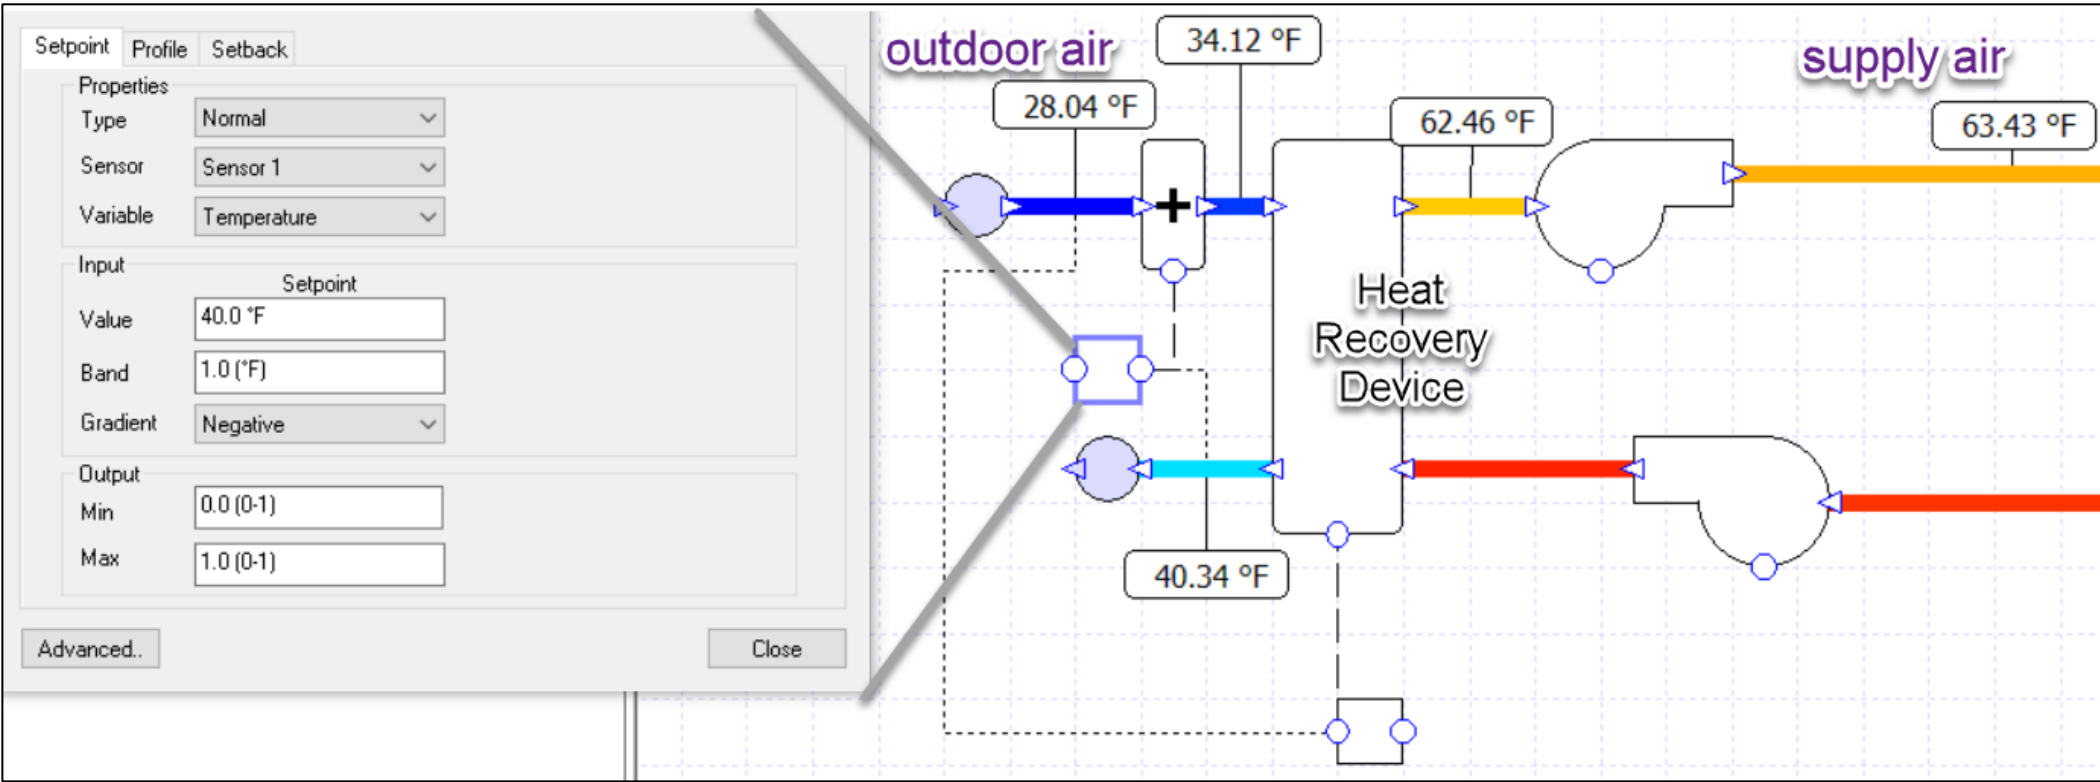 Setpoint Profile Setback
Properties
Type Normal
Sensor Sensor 1
Variable Temperature
Input
Setpoint
Value 40.0 °F
Band 1.0 (°F)
Gradient Negative
Output
Min 0.0 (0-1)
Max 1.0 (0-1)
Advanced.. Close
outdoor air
34.12 °F
supply air
28.04 °F
62.46 °F
63.43 °F
+
Heat
Recovery
Device
40.34 °F